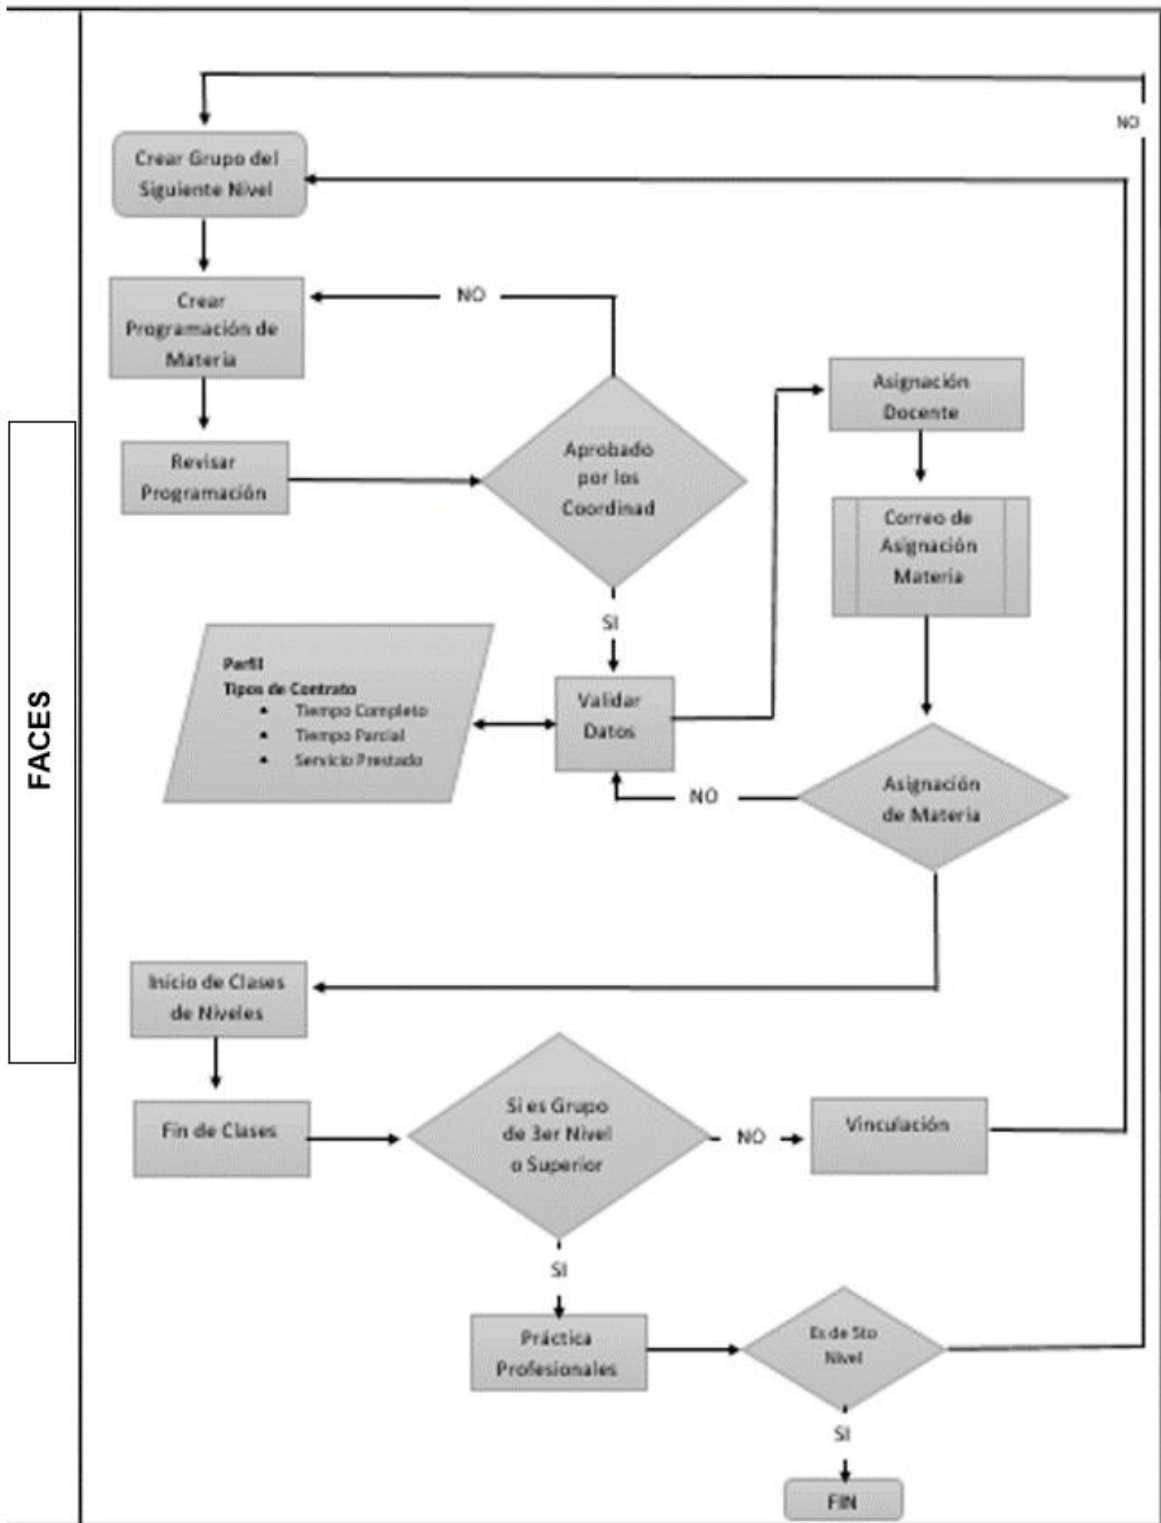 NO
Crear Grupo del
Siguiente Nivel
NO
Crear
Programación de
Materia
Asignación
Docente
Revisar
Programación
Aprobado
por los
Coordinad
Correo de
Asignación
Materia
SI
Perfil
Tipos de Contrato
• Tiempo Completo
• Tiempo Parcial
• Servicio Prestado
Validar
Datos
FACES
NO
Asignación
de Materia
Inicio de Clases
de Niveles
Fin de Clases
Si es Grupo
de 3er Nivel
o Superior
NO
Vinculación
SI
Práctica
Profesionales
Es de 5to
Nivel
SI
FIN